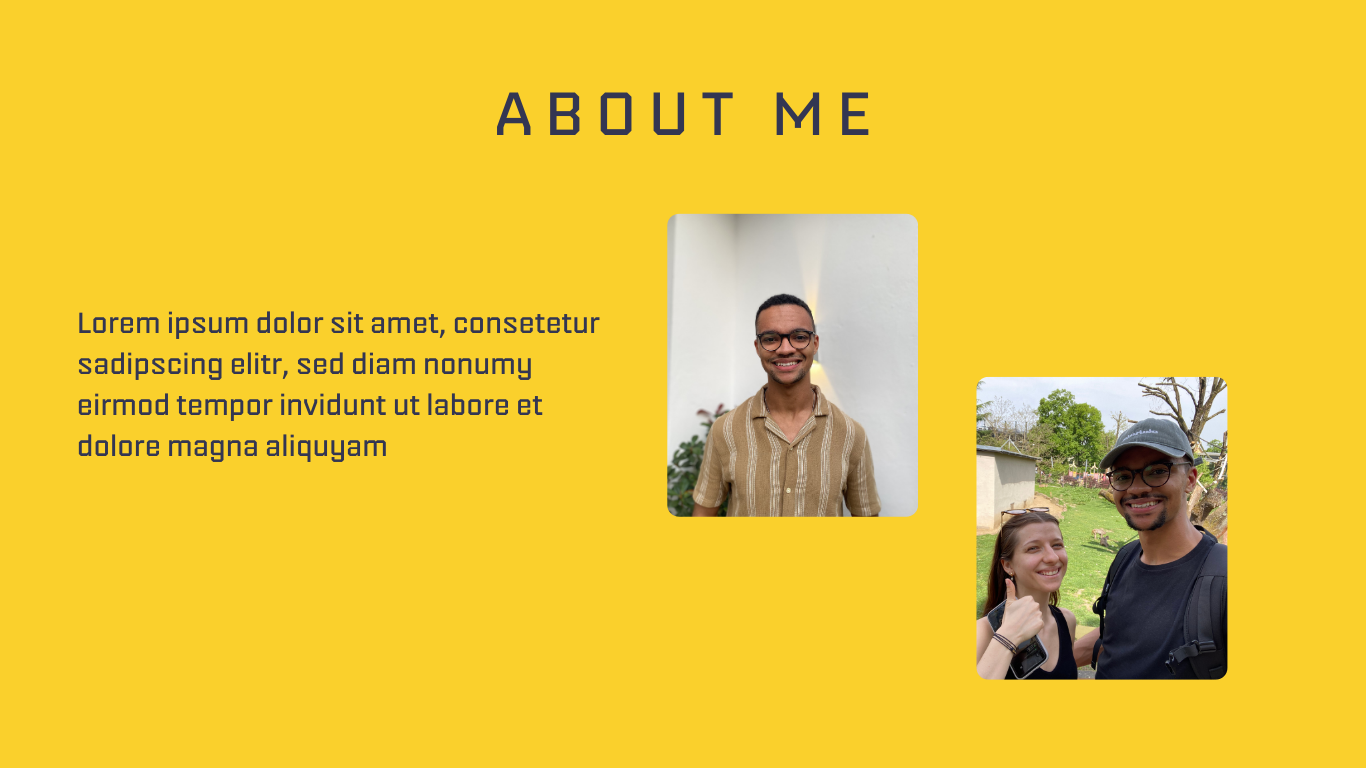 ABOUT ME
Lorem ipsum dolor sit amet, consetetur
sadipscing elitr, sed diam nonumy
eirmod tempor invidunt ut labore et
dolore magna aliquyam